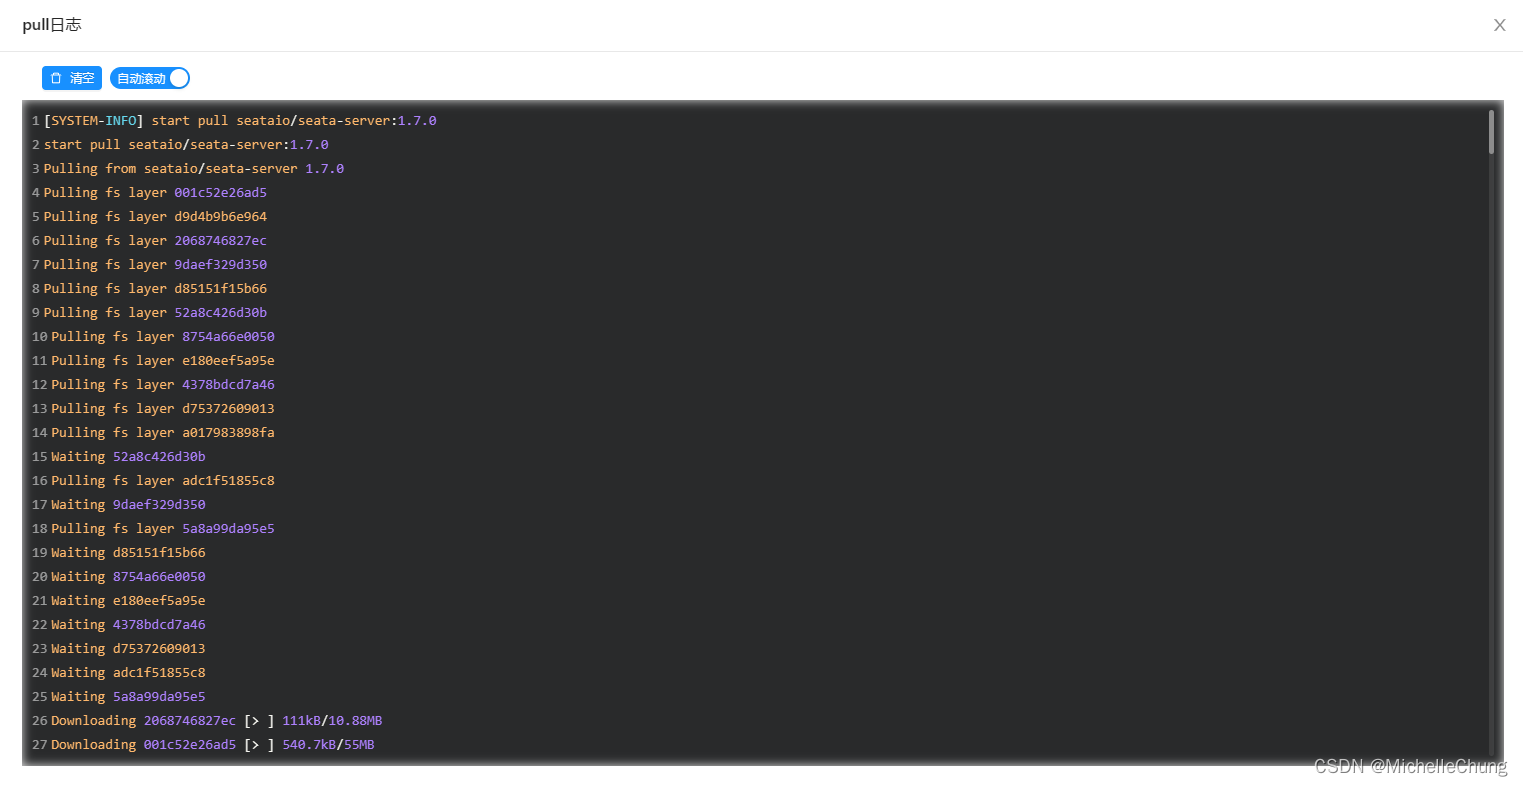 pull日志
X
清空 自动滚动
1 [SYSTEM-INFO] start pull seataio/seata-server:1.7.0
2 start pull seataio/seata-server:1.7.0
3 Pulling from seataio/seata-server 1.7.0
4 Pulling fs layer 001c52e26ad5
5 Pulling fs layer d9d4b9b6e964
6 Pulling fs layer 2068746827ec
7 Pulling fs layer 9daef329d350
8 Pulling fs layer d85151f15b66
9 Pulling fs layer 52a8c426d30b
10 Pulling fs layer 8754a66e0050
11 Pulling fs layer e180eef5a95e
12 Pulling fs layer 4378bdcd7a46
13 Pulling fs layer d75372609013
14 Pulling fs layer a017983898fa
15 Waiting 52a8c426d30b
16 Pulling fs layer adc1f51855c8
17 Waiting 9daef329d350
18 Pulling fs layer 5a8a99da95e5
19 Waiting d85151f15b66
20 Waiting 8754a66e0050
21 Waiting e180eef5a95e
22 Waiting 4378bdcd7a46
23 Waiting d75372609013
24 Waiting adc1f51855c8
25 Waiting 5a8a99da95e5
26 Downloading 2068746827ec [> ] 111kB/10.88MB
27 Downloading 001c52e26ad5 [> ] 540.7kB/55MB
CSDN @MichelleChung